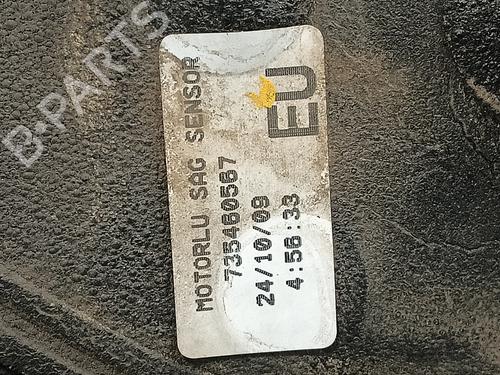 MOTORLU SAG SENSOR
735460567
24/10/09
4:56:33
EU
B-PARTS